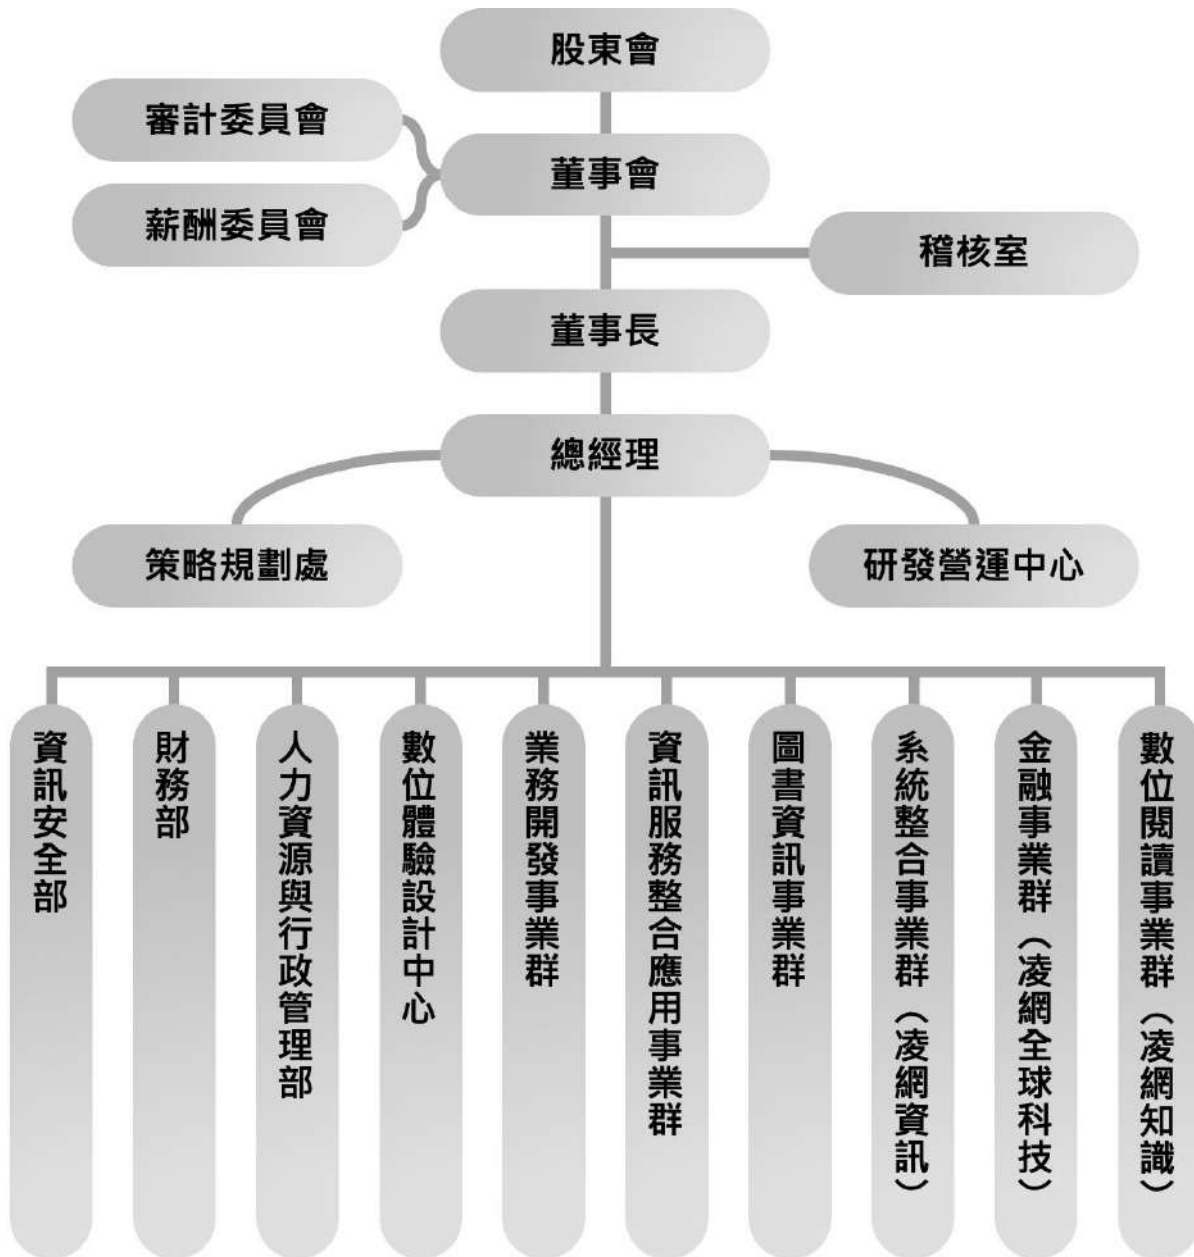 股東會
審計委員會
董事會
薪酬委員會
稽核室
董事長
總經理
策略規劃處
研發營運中心
資訊安全部
財務部
人力資源與行政管理部
數位體驗設計中心
業務開發事業群
資訊服務整合應用事業群
圖書資訊事業群
系統整合事業群（凌網資訊）
金融事業群（凌網全球科技）
數位閱讀事業群（凌網知識）